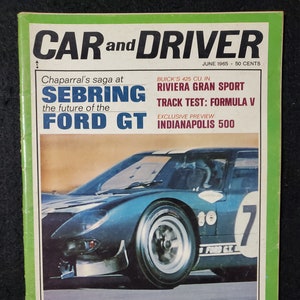 CAR and DRIVER
JUNE 1965 - 50 CENTS
Chaparral's saga at
SEBRING
the future of the
FORD GT
BUICK'S 425 CU. IN.
RIVIERA GRAN SPORT
TRACK TEST: FORMULA V
EXCLUSIVE PREVIEW
INDIANAPOLIS 500
7
FORD GT